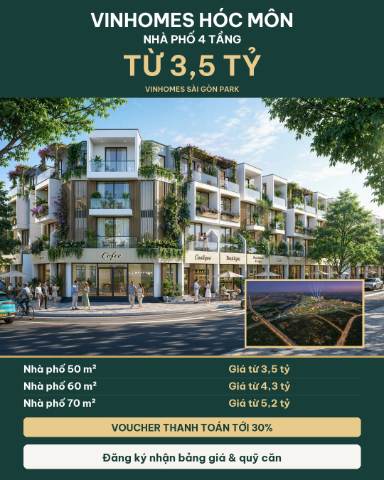 VINHOMES HÓC MÔN
NHÀ PHỐ 4 TẦNG
TỪ 3,5 TỶ
VINHOMES SÀI GÒN PARK
Cofee
Boutique
Nhà phố 50 m² Giá từ 3,5 tỷ
Nhà phố 60 m² Giá từ 4,3 tỷ
Nhà phố 70 m² Giá từ 5,2 tỷ
VOUCHER THANH TOÁN TỚI 30%
Đăng ký nhận bảng giá & quỹ căn